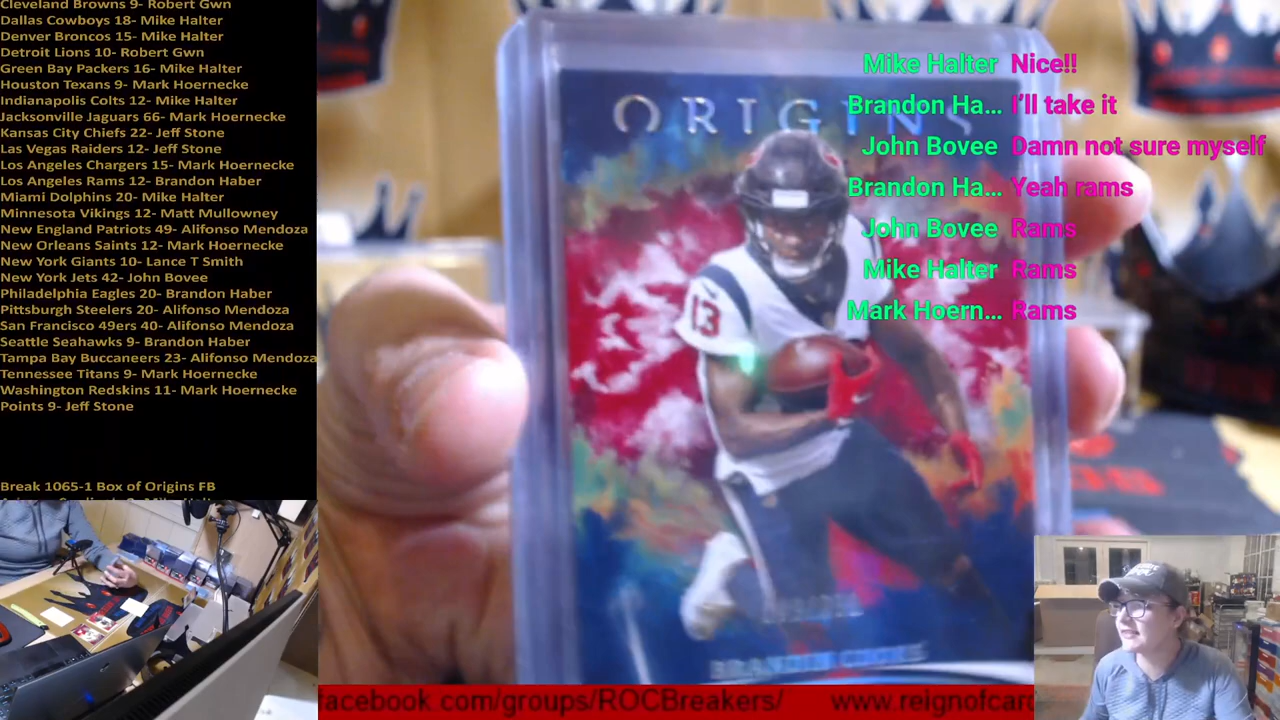 Cleveland Browns 9- Robert Gwn
Dallas Cowboys 18- Mike Halter
Denver Broncos 15- Mike Halter
Detroit Lions 10- Robert Gwn
Green Bay Packers 16- Mike Halter
Houston Texans 9- Mark Hoernecke
Indianapolis Colts 12- Mike Halter
Jacksonville Jaguars 66- Mark Hoernecke
Kansas City Chiefs 22- Jeff Stone
Las Vegas Raiders 12- Jeff Stone
Los Angeles Chargers 15- Mark Hoernecke
Los Angeles Rams 12- Brandon Haber
Miami Dolphins 20- Mike Halter
Minnesota Vikings 12- Matt Mullowney
New England Patriots 49- Alifonso Mendoza
New Orleans Saints 12- Mark Hoernecke
New York Giants 10- Lance T Smith
New York Jets 42- John Bovee
Philadelphia Eagles 20- Brandon Haber
Pittsburgh Steelers 20- Alifonso Mendoza
San Francisco 49ers 40- Alifonso Mendoza
Seattle Seahawks 9- Brandon Haber
Tampa Bay Buccaneers 23- Alifonso Mendoza
Tennessee Titans 9- Mark Hoernecke
Washington Redskins 11- Mark Hoernecke
Points 9- Jeff Stone
Break 1065-1 Box of Origins FB
ORIGINS
13
BRANDIN COOKS
Mike Halter Nice!!
Brandon Ha... I'll take it
John Bovee Damn not sure myself
Brandon Ha... Yeah rams
John Bovee Rams
Mike Halter Rams
Mark Hoern... Rams
facebook.com/groups/ROCBreakers/ www.reignofcard